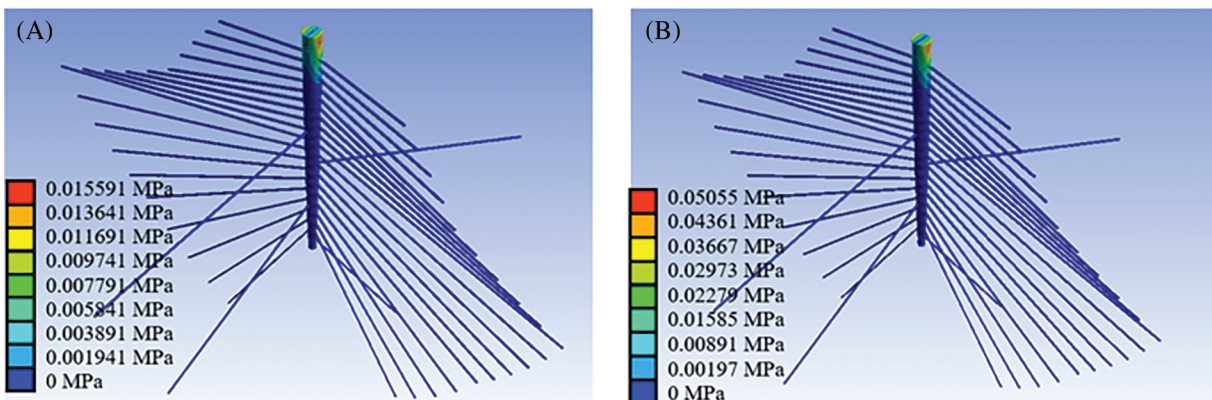 (A)
0.015591 MPa
0.013641 MPa
0.011691 MPa
0.009741 MPa
0.007791 MPa
0.005841 MPa
0.003891 MPa
0.001941 MPa
0 MPa
(B)
0.05055 MPa
0.04361 MPa
0.03667 MPa
0.02973 MPa
0.02279 MPa
0.01585 MPa
0.00891 MPa
0.00197 MPa
0 MPa